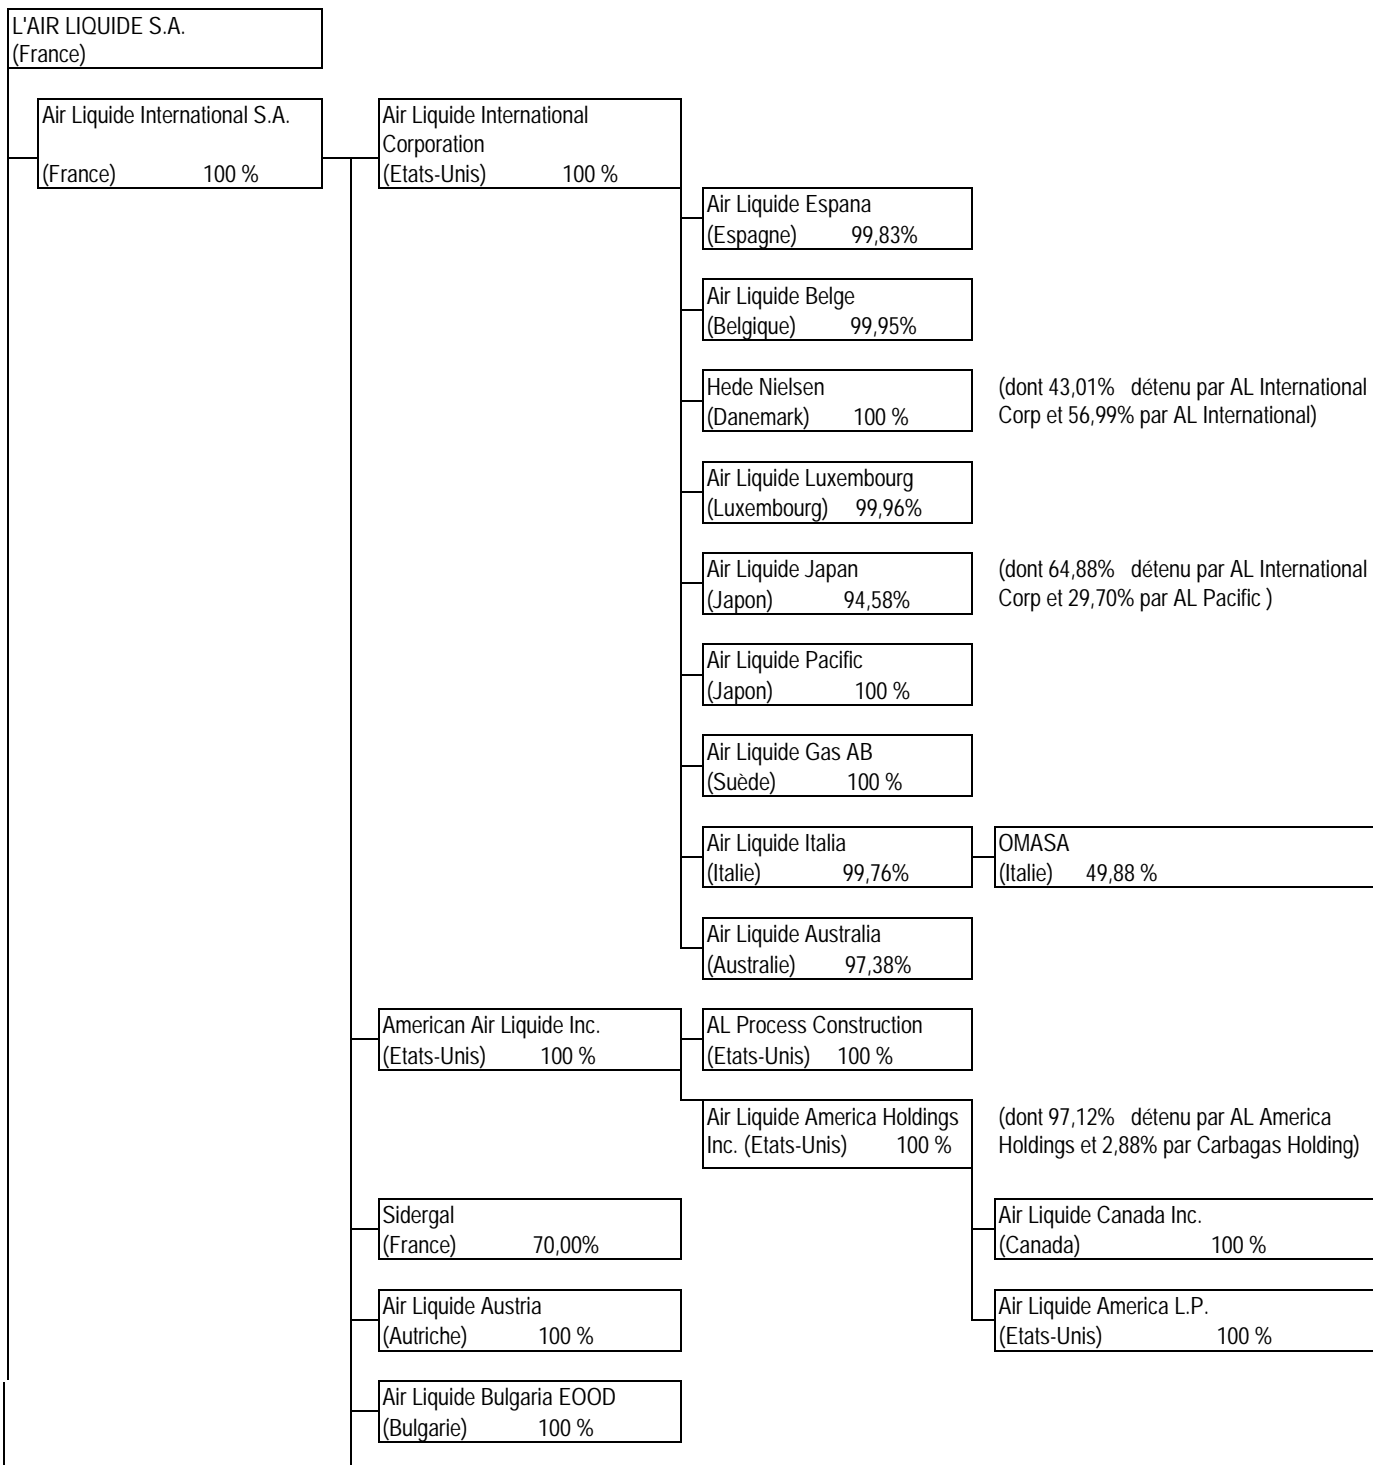 L'AIR LIQUIDE S.A.
(France)
Air Liquide International S.A.
(France) 100 %
Air Liquide International
Corporation
(Etats-Unis) 100 %
Air Liquide Espana
(Espagne) 99,83%
Air Liquide Belge
(Belgique) 99,95%
Hede Nielsen
(Danemark) 100 %
(dont 43,01% détenu par AL International
Corp et 56,99% par AL International)
Air Liquide Luxembourg
(Luxembourg) 99,96%
Air Liquide Japan
(Japon) 94,58%
(dont 64,88% détenu par AL International
Corp et 29,70% par AL Pacific )
Air Liquide Pacific
(Japon) 100 %
Air Liquide Gas AB
(Suède) 100 %
Air Liquide Italia
(Italie) 99,76%
OMASA
(Italie) 49,88 %
Air Liquide Australia
(Australie) 97,38%
American Air Liquide Inc.
(Etats-Unis) 100 %
AL Process Construction
(Etats-Unis) 100 %
Air Liquide America Holdings
Inc. (Etats-Unis) 100 %
(dont 97,12% détenu par AL America
Holdings et 2,88% par Carbagas Holding)
Sidergal
(France) 70,00%
Air Liquide Canada Inc.
(Canada) 100 %
Air Liquide Austria
(Autriche) 100 %
Air Liquide America L.P.
(Etats-Unis) 100 %
Air Liquide Bulgaria EOOD
(Bulgarie) 100 %